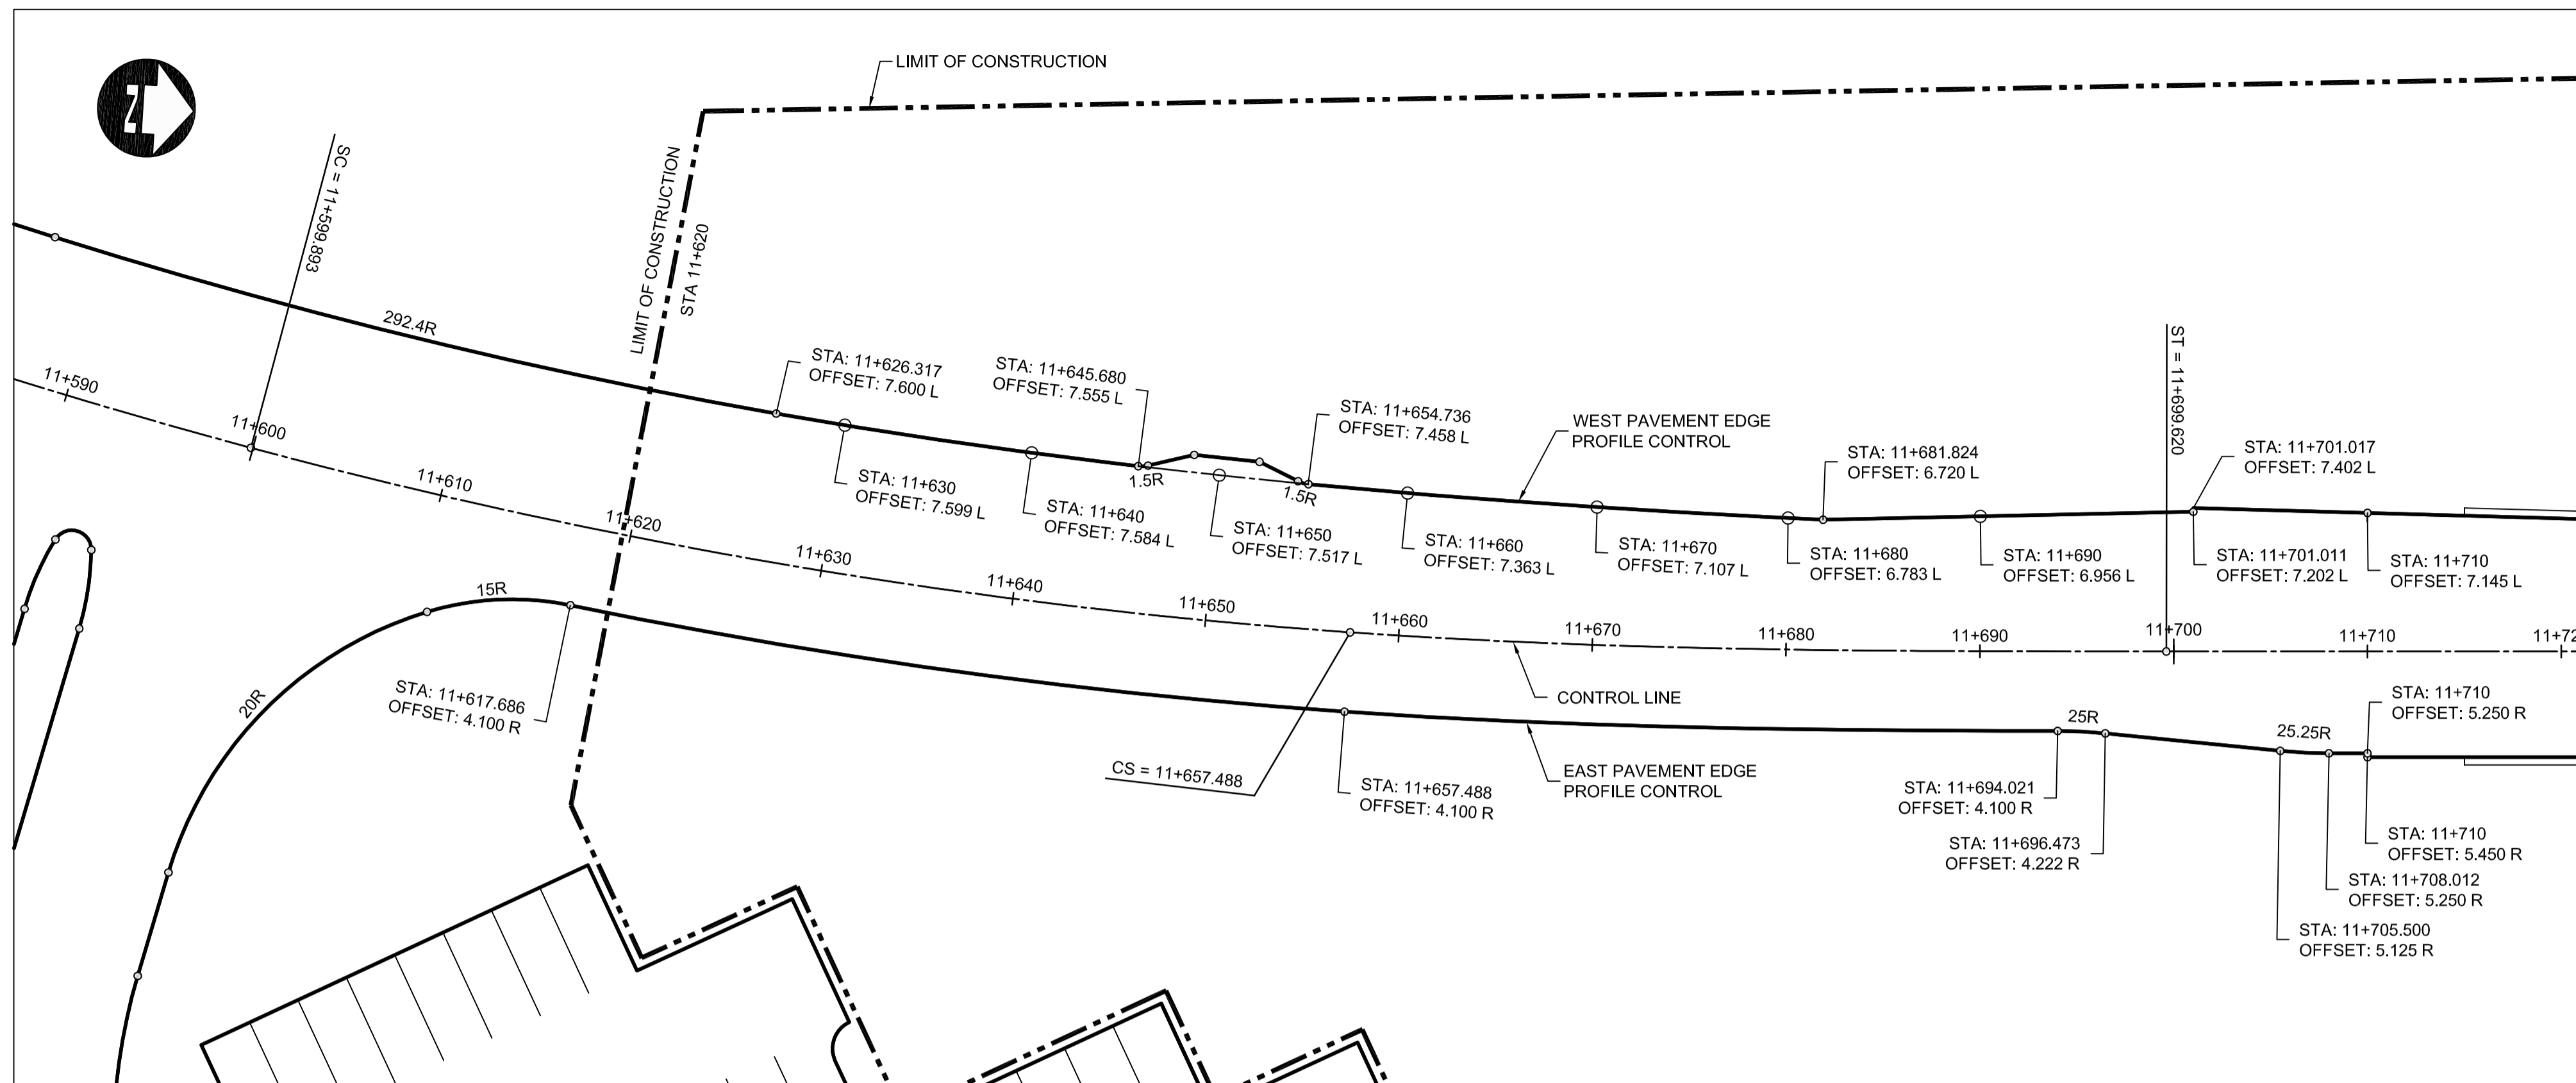 LIMIT OF CONSTRUCTION
N
SC = 11+599.893
LIMIT OF CONSTRUCTION
STA 11+620
292.4R
11+590
11+600
11+610
11+620
11+630
11+640
11+650
11+660
11+670
11+680
11+690
11+700
11+710
11+72
STA: 11+626.317
OFFSET: 7.600 L
STA: 11+645.680
OFFSET: 7.555 L
STA: 11+654.736
OFFSET: 7.458 L
WEST PAVEMENT EDGE
PROFILE CONTROL
STA: 11+681.824
OFFSET: 6.720 L
ST = 11+699.620
STA: 11+701.017
OFFSET: 7.402 L
1.5R
1.5R
STA: 11+630
OFFSET: 7.599 L
STA: 11+640
OFFSET: 7.584 L
STA: 11+650
OFFSET: 7.517 L
STA: 11+660
OFFSET: 7.363 L
STA: 11+670
OFFSET: 7.107 L
STA: 11+680
OFFSET: 6.783 L
STA: 11+690
OFFSET: 6.956 L
STA: 11+701.011
OFFSET: 7.202 L
STA: 11+710
OFFSET: 7.145 L
15R
20R
STA: 11+617.686
OFFSET: 4.100 R
CONTROL LINE
CS = 11+657.488
STA: 11+657.488
OFFSET: 4.100 R
EAST PAVEMENT EDGE
PROFILE CONTROL
25R
25.25R
STA: 11+710
OFFSET: 5.250 R
STA: 11+694.021
OFFSET: 4.100 R
STA: 11+696.473
OFFSET: 4.222 R
STA: 11+710
OFFSET: 5.450 R
STA: 11+708.012
OFFSET: 5.250 R
STA: 11+705.500
OFFSET: 5.125 R